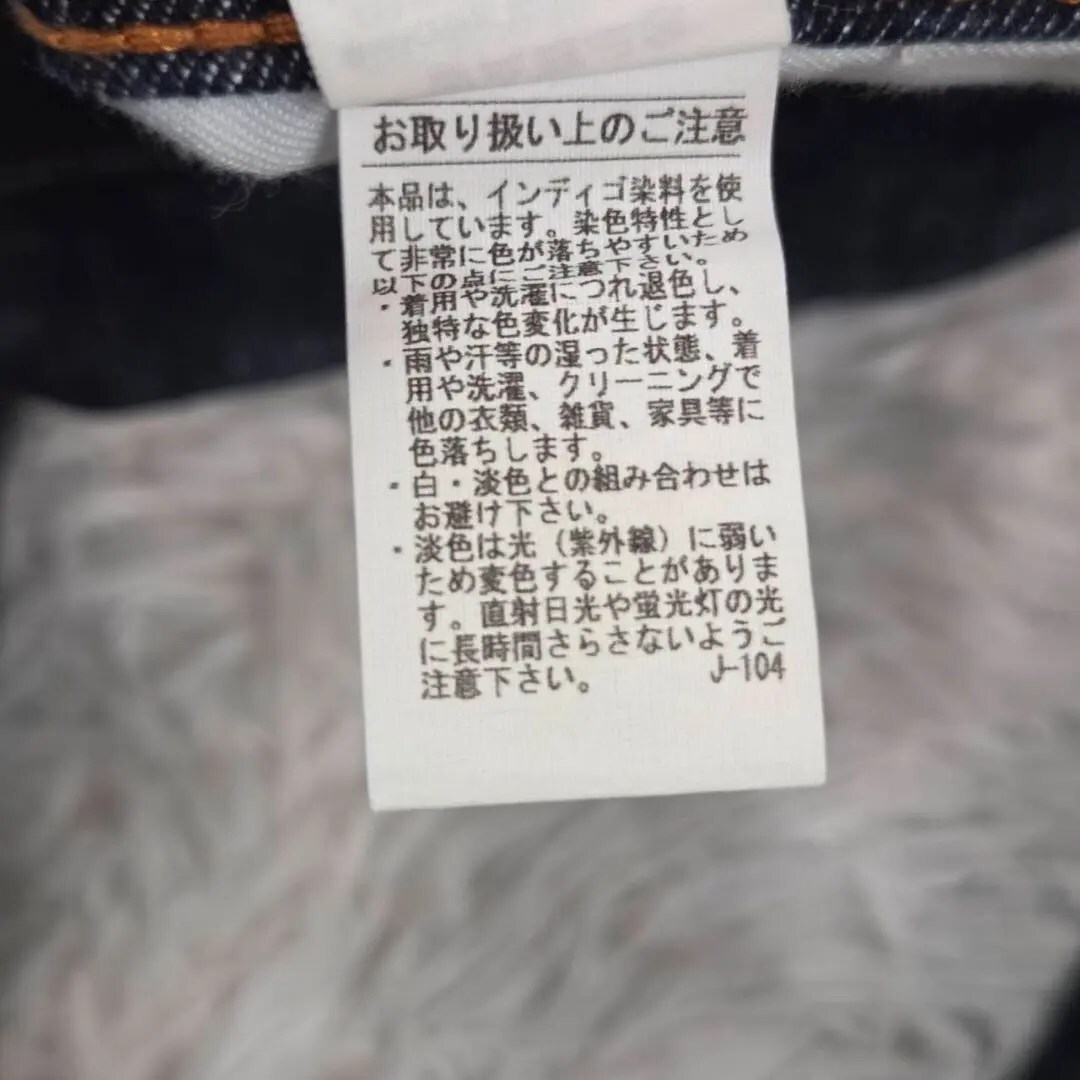 お取り扱い上のご注意
本品は、インディゴ染料を使
用しています。染色特性とし
て非常に色が落ちやすいため
以下の点にご注意下さい。
・着用や洗濯につれ退色し、
独特な色変化が生じます。
・雨や汗等の湿った状態、着
用や洗濯、クリーニングで
他の衣類、雑貨、家具等に
色落ちします。
・白・淡色との組み合わせは
お避け下さい。
・淡色は光（紫外線）に弱い
ため変色することがありま
す。直射日光や蛍光灯の光
に長時間さらさないようご
注意下さい。 J-104